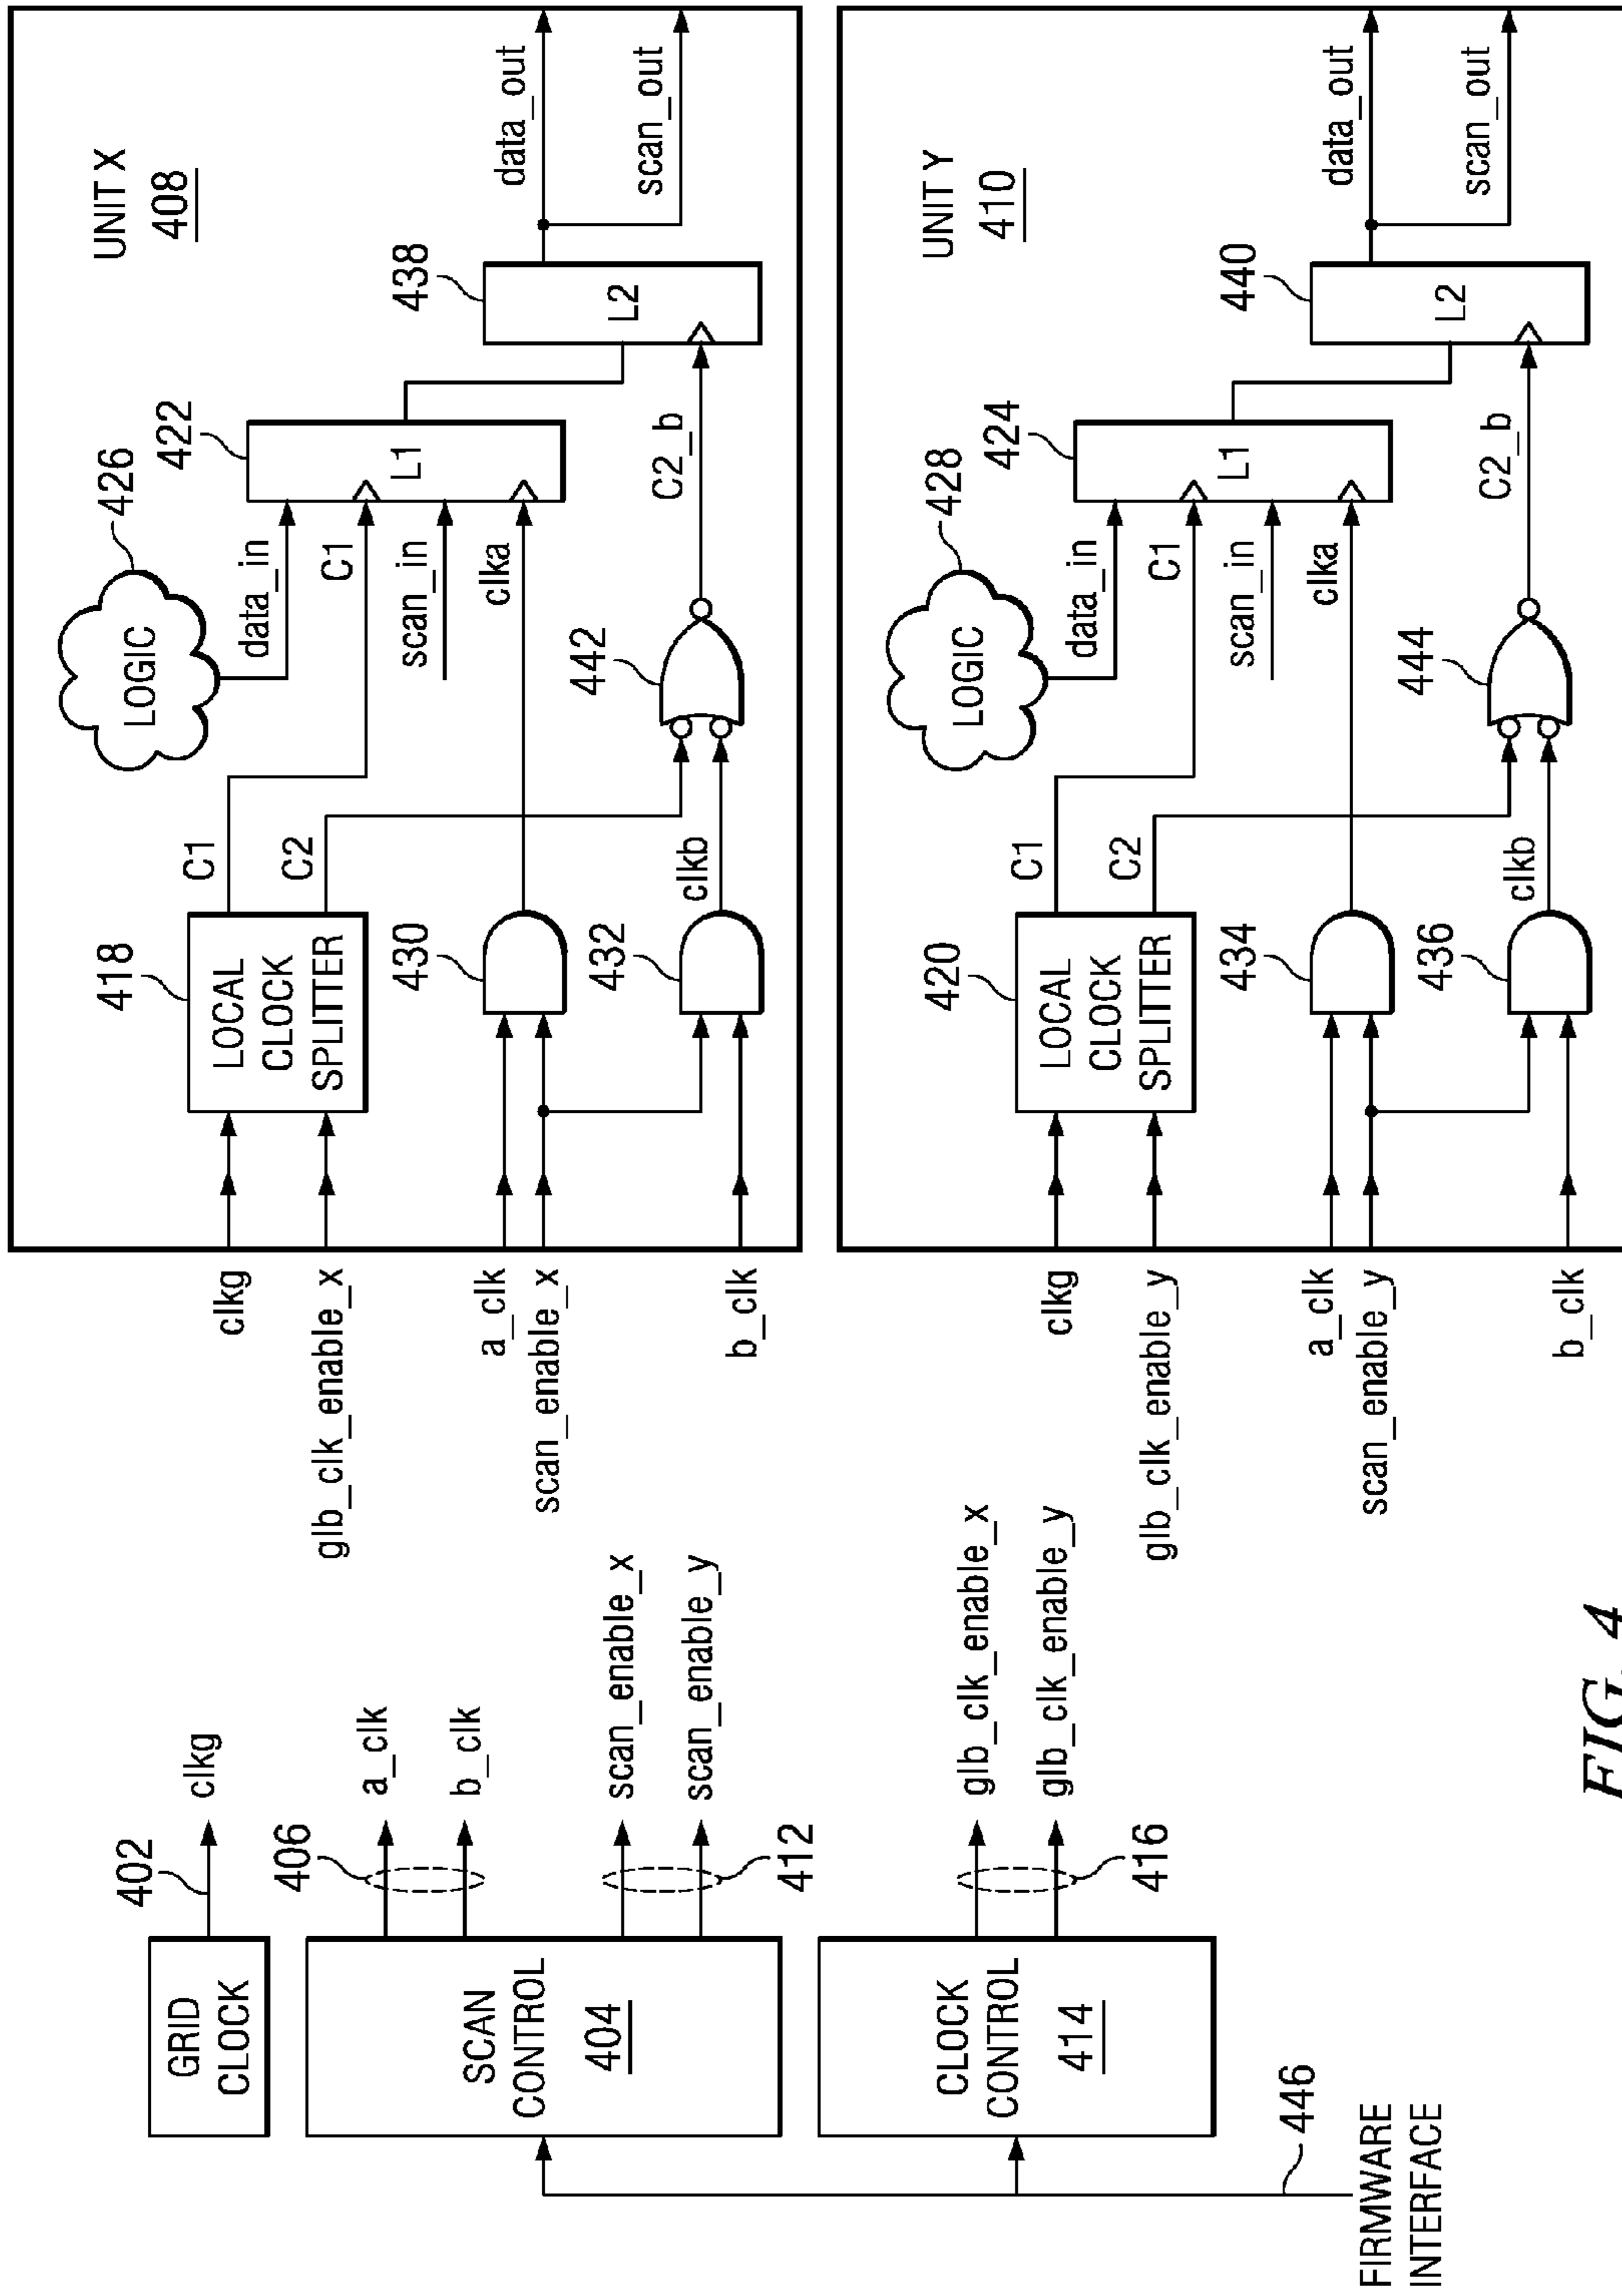 402
clkg
GRID
CLOCK
406
a_clk
b_clk
SCAN
CONTROL
404
scan_enable_x
scan_enable_y
412
CLOCK
CONTROL
414
glb_clk_enable_x
glb_clk_enable_y
416
446
FIRMWARE
INTERFACE
UNIT X
408
clkg
glb_clk_enable_x
a_clk
scan_enable_x
b_clk
418
LOCAL
CLOCK
SPLITTER
C1
C2
430
432
clkb
LOGIC
426
data_in
C1
scan_in
clka
442
422
L1
C2_b
438
L2
data_out
scan_out
UNIT Y
410
clkg
glb_clk_enable_y
a_clk
scan_enable_y
b_clk
420
LOCAL
CLOCK
SPLITTER
C1
C2
434
436
clkb
LOGIC
428
data_in
C1
scan_in
clka
444
424
L1
C2_b
440
L2
data_out
scan_out
FIG. 4